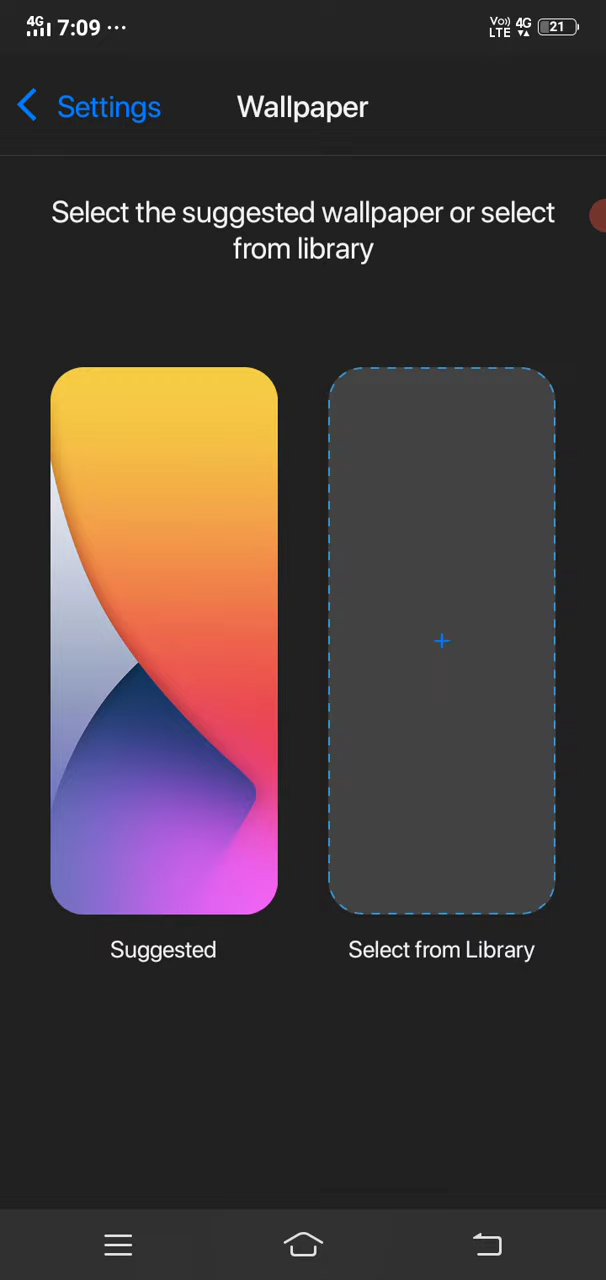 4G 7:09 ... Vo) LTE 4G 21
Settings Wallpaper
Select the suggested wallpaper or select
from library
+
Suggested Select from Library